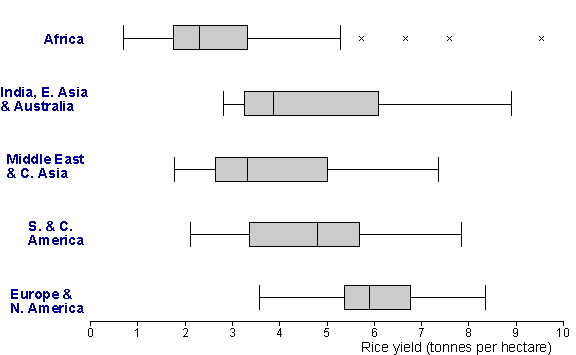 Africa
India, E. Asia
& Australia
Middle East
& C. Asia
S. & C.
America
Europe &
N. America
0 1 2 3 4 5 6 7 8 9 10
Rice yield (tonnes per hectare)